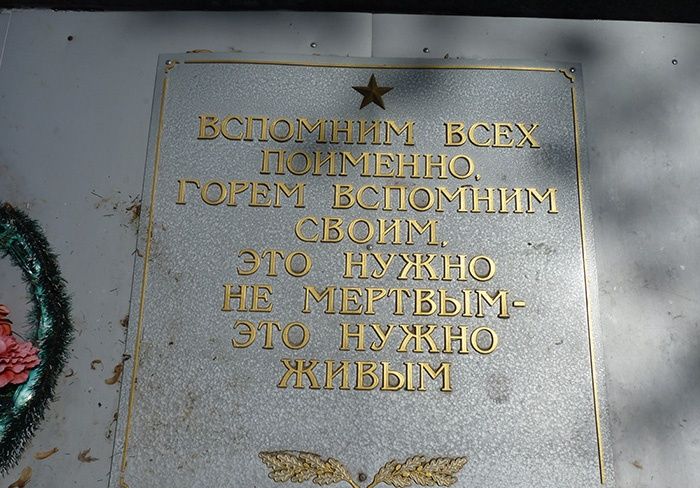 ВСПОМНИМ ВСЕХ
ПОИМЕННО,
ГОРЕМ ВСПОМНИМ
СВОИМ.
ЭТО НУЖНО
НЕ МЕРТВЫМ-
ЭТО НУЖНО
ЖИВЫМ